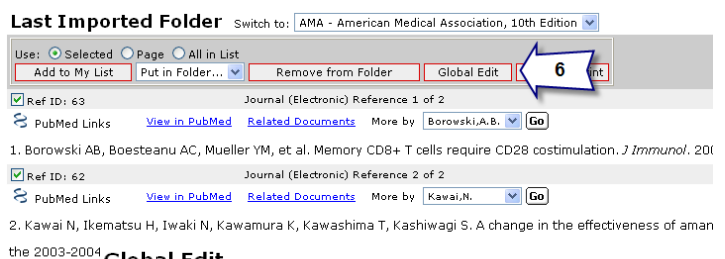 Last Imported Folder Switch to: AMA - American Medical Association, 10th Edition
Use: Selected Page All in List
Add to My List Put in Folder... Remove from Folder Global Edit 6 int
Ref ID: 63 Journal (Electronic) Reference 1 of 2
PubMed Links View in PubMed Related Documents More by Borowski,A.B. Go
1. Borowski AB, Boesteanu AC, Mueller YM, et al. Memory CD8+ T cells require CD28 costimulation. J Immunol. 200
Ref ID: 62 Journal (Electronic) Reference 2 of 2
PubMed Links View in PubMed Related Documents More by Kawai,N. Go
2. Kawai N, Ikematsu H, Iwaki N, Kawamura K, Kawashima T, Kashiwagi S. A change in the effectiveness of aman
the 2003-2004
Global Edit